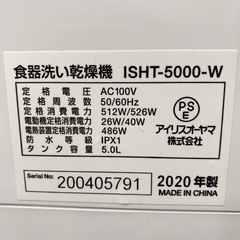 食器洗い乾燥機 ISHT-5000-W
定格電圧 AC100V
定格周波数 50/60Hz
定格消費電力 512W/526W
電動機定格消費電力 26W/40W
電熱装置定格消費電力 486W
防水等級 IPX1
タンク容量 5.0L
PSE
アイリスオーヤマ
株式会社
Serial No: 200405791
2020年製
MADE IN CHINA